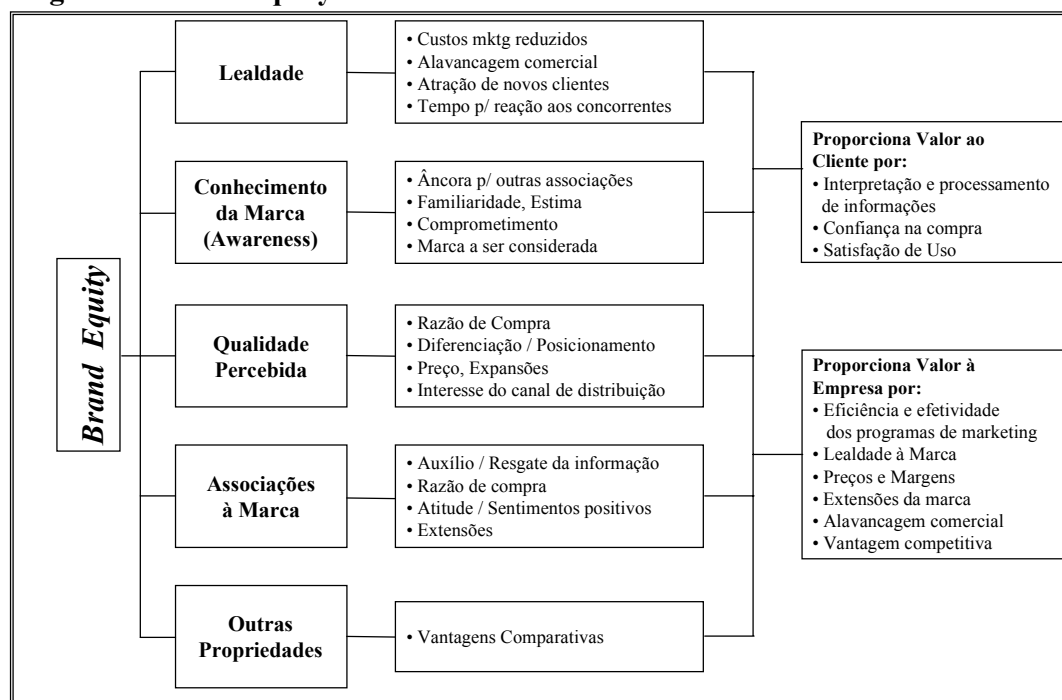 Brand Equity
Lealdade
• Custos mktg reduzidos
• Alavancagem comercial
• Atração de novos clientes
• Tempo p/ reação aos concorrentes
Conhecimento
da Marca
(Awareness)
• Âncora p/ outras associações
• Familiaridade, Estima
• Comprometimento
• Marca a ser considerada
Qualidade
Percebida
• Razão de Compra
• Diferenciação / Posicionamento
• Preço, Expansões
• Interesse do canal de distribuição
Associações
à Marca
• Auxílio / Resgate da informação
• Razão de compra
• Atitude / Sentimentos positivos
• Extensões
Outras
Propriedades
• Vantagens Comparativas
Proporciona Valor ao
Cliente por:
• Interpretação e processamento
de informações
• Confiança na compra
• Satisfação de Uso
Proporciona Valor à
Empresa por:
• Eficiência e efetividade
dos programas de marketing
• Lealdade à Marca
• Preços e Margens
• Extensões da marca
• Alavancagem comercial
• Vantagem competitiva